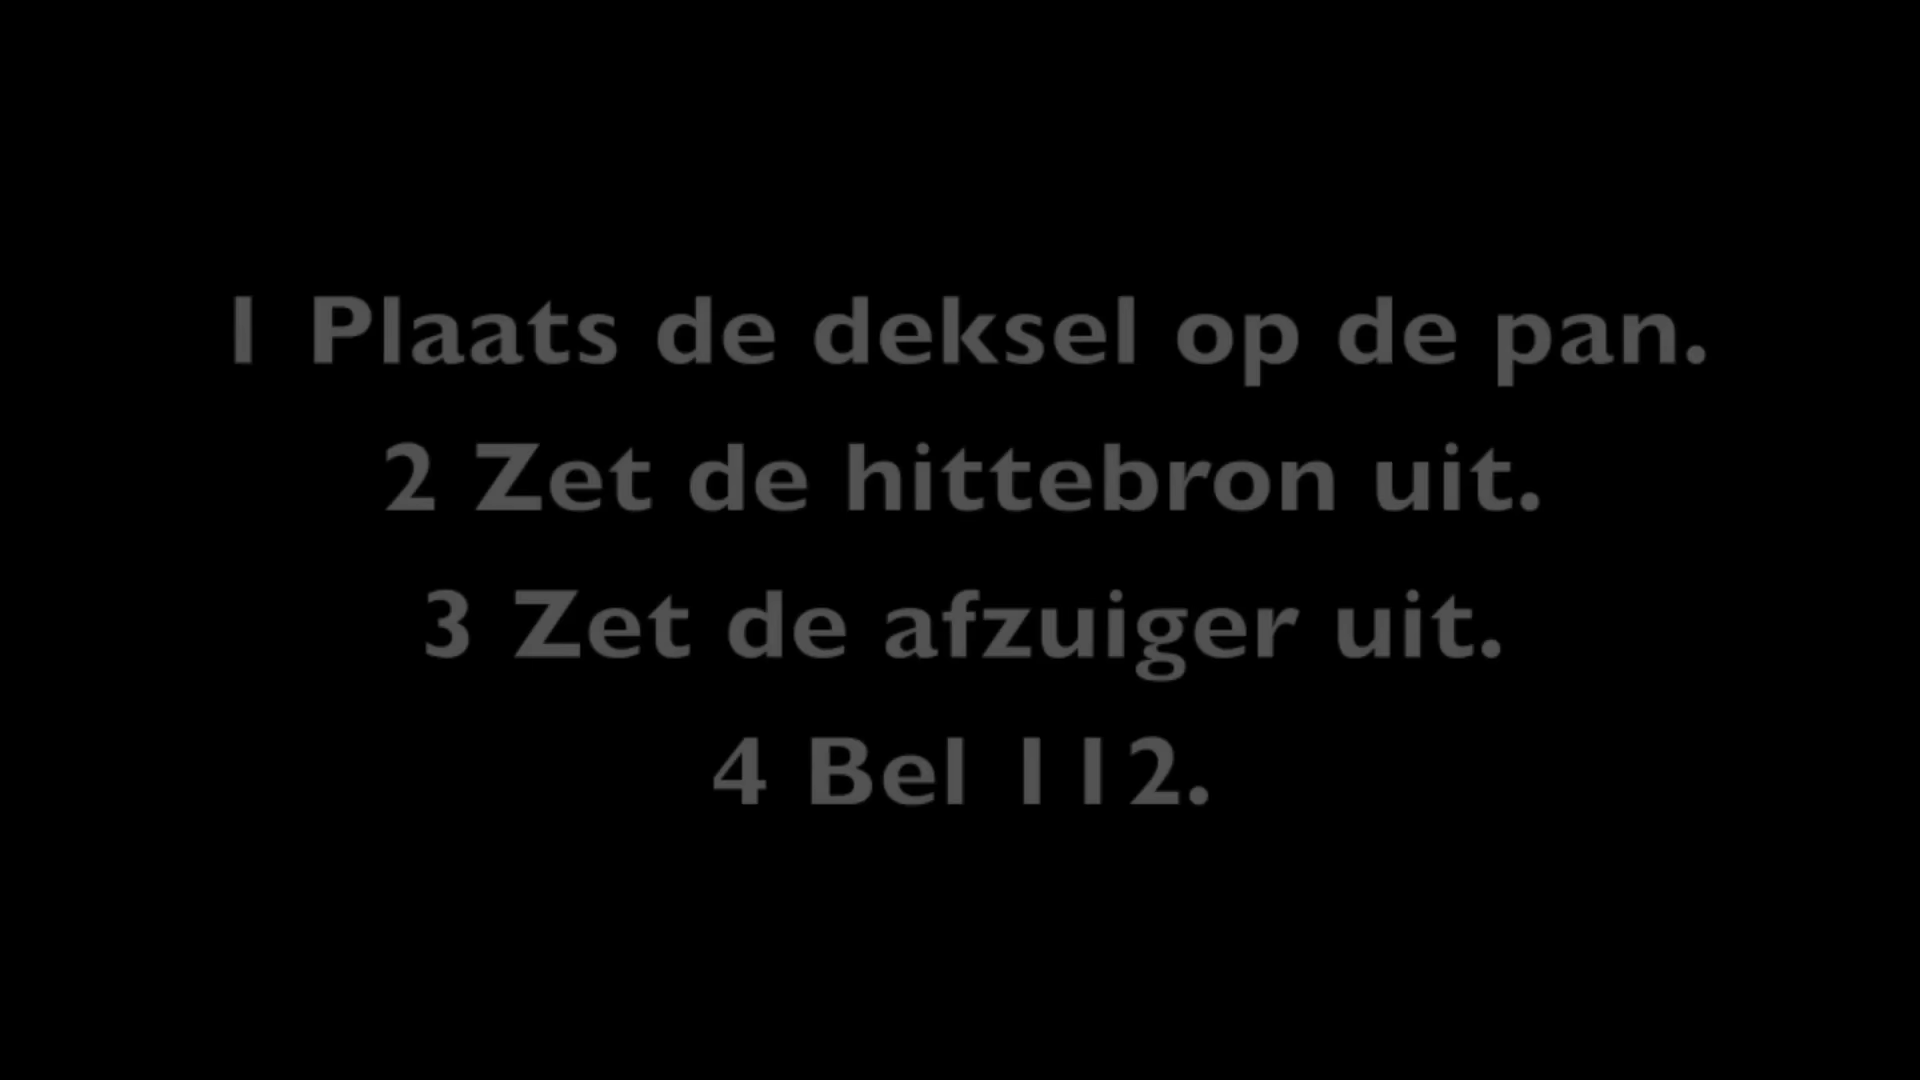 1 Plaats de deksel op de pan.
2 Zet de hittebron uit.
3 Zet de afzuiger uit.
4 Bel 112.